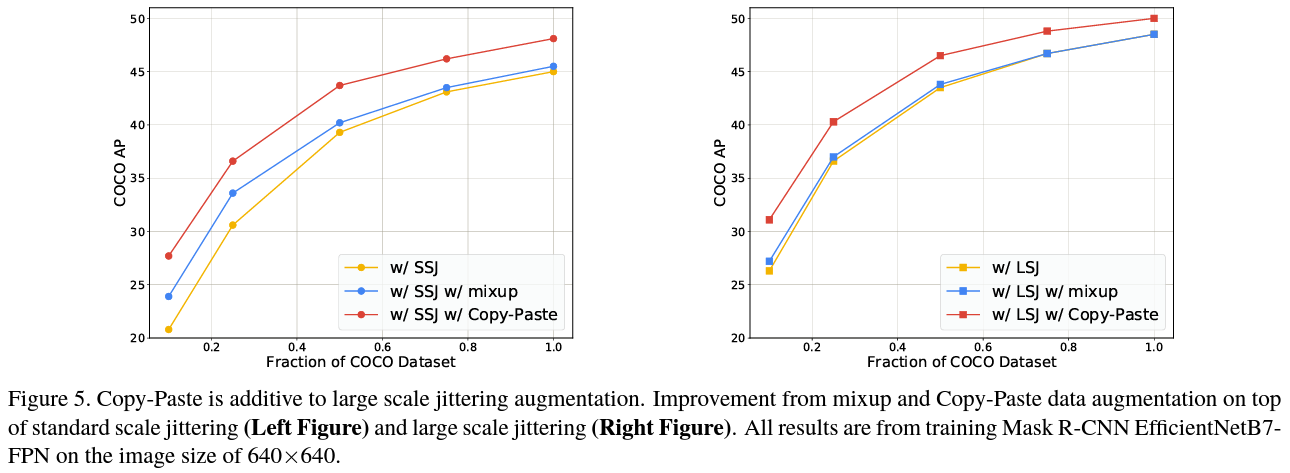 50
45
40
35
30
25
20
COCO AP
0.2 0.4 0.6 0.8 1.0
Fraction of COCO Dataset
w/ SSJ
w/ SSJ w/ mixup
w/ SSJ w/ Copy-Paste
50
45
40
35
30
25
20
COCO AP
0.2 0.4 0.6 0.8 1.0
Fraction of COCO Dataset
w/ LSJ
w/ LSJ w/ mixup
w/ LSJ w/ Copy-Paste
Figure 5. Copy-Paste is additive to large scale jittering augmentation. Improvement from mixup and Copy-Paste data augmentation on top
of standard scale jittering (Left Figure) and large scale jittering (Right Figure). All results are from training Mask R-CNN EfficientNetB7-
FPN on the image size of 640×640.